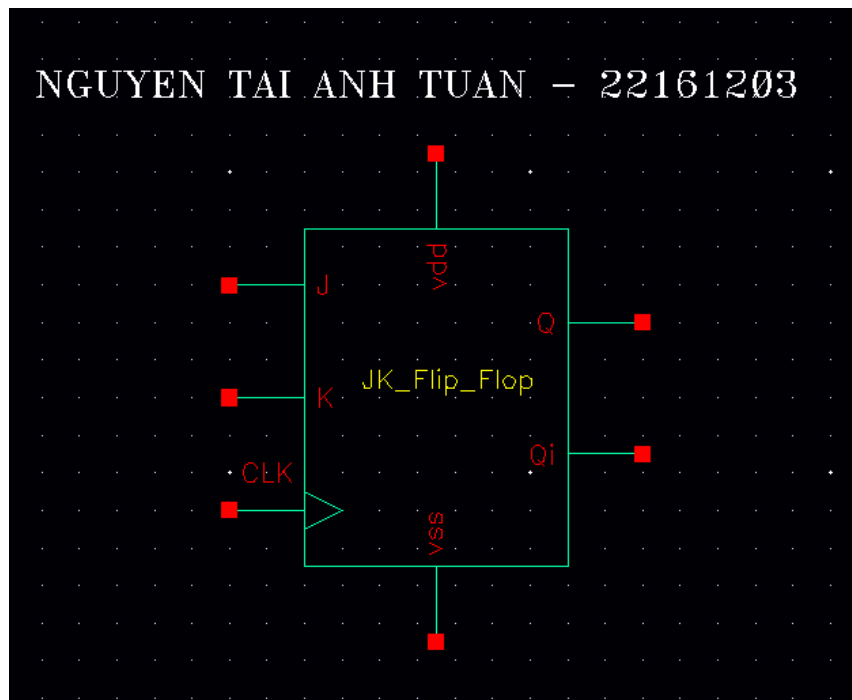 NGUYEN TAI ANH TUAN - 22161203
vdd
J
Q
JK_Flip_Flop
K
Qi
CLK
vss